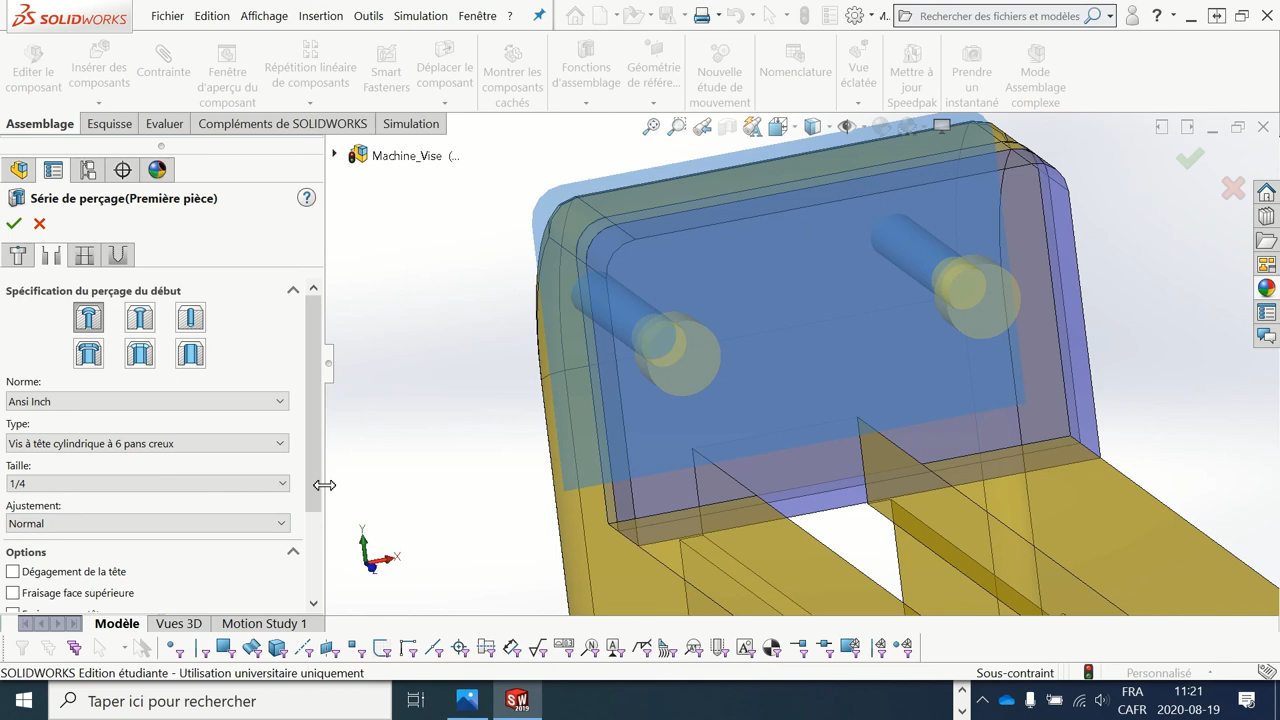 SOLIDWORKS
Fichier Edition Affichage Insertion Outils Simulation Fenêtre ?
Rechercher des fichiers et modèles
?
Editer le composant
Insérer des composants
Contrainte
Fenêtre d'aperçu du composant
Répétition linéaire de composants
Smart Fasteners
Déplacer le composant
Montrer les composants cachés
Fonctions d'assemblage
Géométrie de référe...
Nouvelle étude de mouvement
Nomenclature
Vue éclatée
Mettre à jour Speedpak
Prendre un instantané
Mode Assemblage complexe
Assemblage Esquisse Evaluer Compléments de SOLIDWORKS Simulation
Machine_Vise (...
Série de perçage(Première pièce)
?
Spécification du perçage du début
Norme:
Ansi Inch
Type:
Vis à tête cylindrique à 6 pans creux
Taille:
1/4
Ajustement:
Normal
Options
Dégagement de la tête
Fraisage face supérieure
Y
X
Z
Modèle Vues 3D Motion Study 1
SOLIDWORKS Edition étudiante - Utilisation universitaire uniquement
Sous-contraint
Personnalisé
Taper ici pour rechercher
SW
2019
FRA
CAFR
11:21
2020-08-19